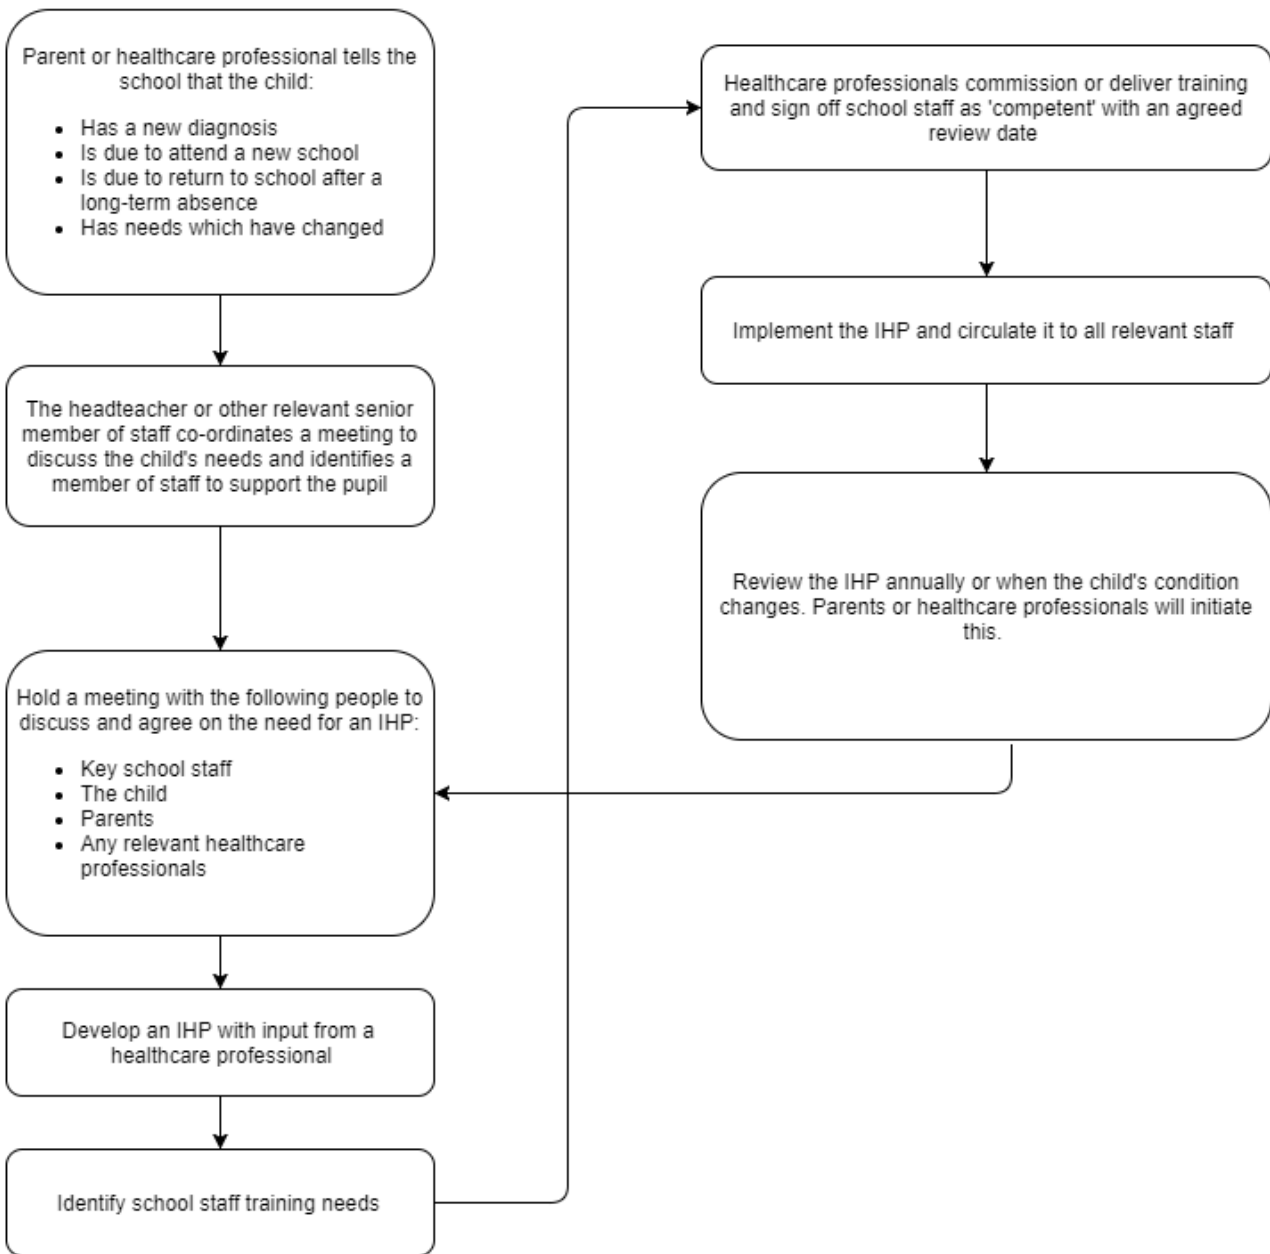 Parent or healthcare professional tells the
school that the child:
• Has a new diagnosis
• Is due to attend a new school
• Is due to return to school after a
long-term absence
• Has needs which have changed
The headteacher or other relevant senior
member of staff co-ordinates a meeting to
discuss the child's needs and identifies a
member of staff to support the pupil
Hold a meeting with the following people to
discuss and agree on the need for an IHP:
• Key school staff
• The child
• Parents
• Any relevant healthcare
professionals
Develop an IHP with input from a
healthcare professional
Identify school staff training needs
Healthcare professionals commission or deliver training
and sign off school staff as 'competent' with an agreed
review date
Implement the IHP and circulate it to all relevant staff
Review the IHP annually or when the child's condition
changes. Parents or healthcare professionals will initiate
this.